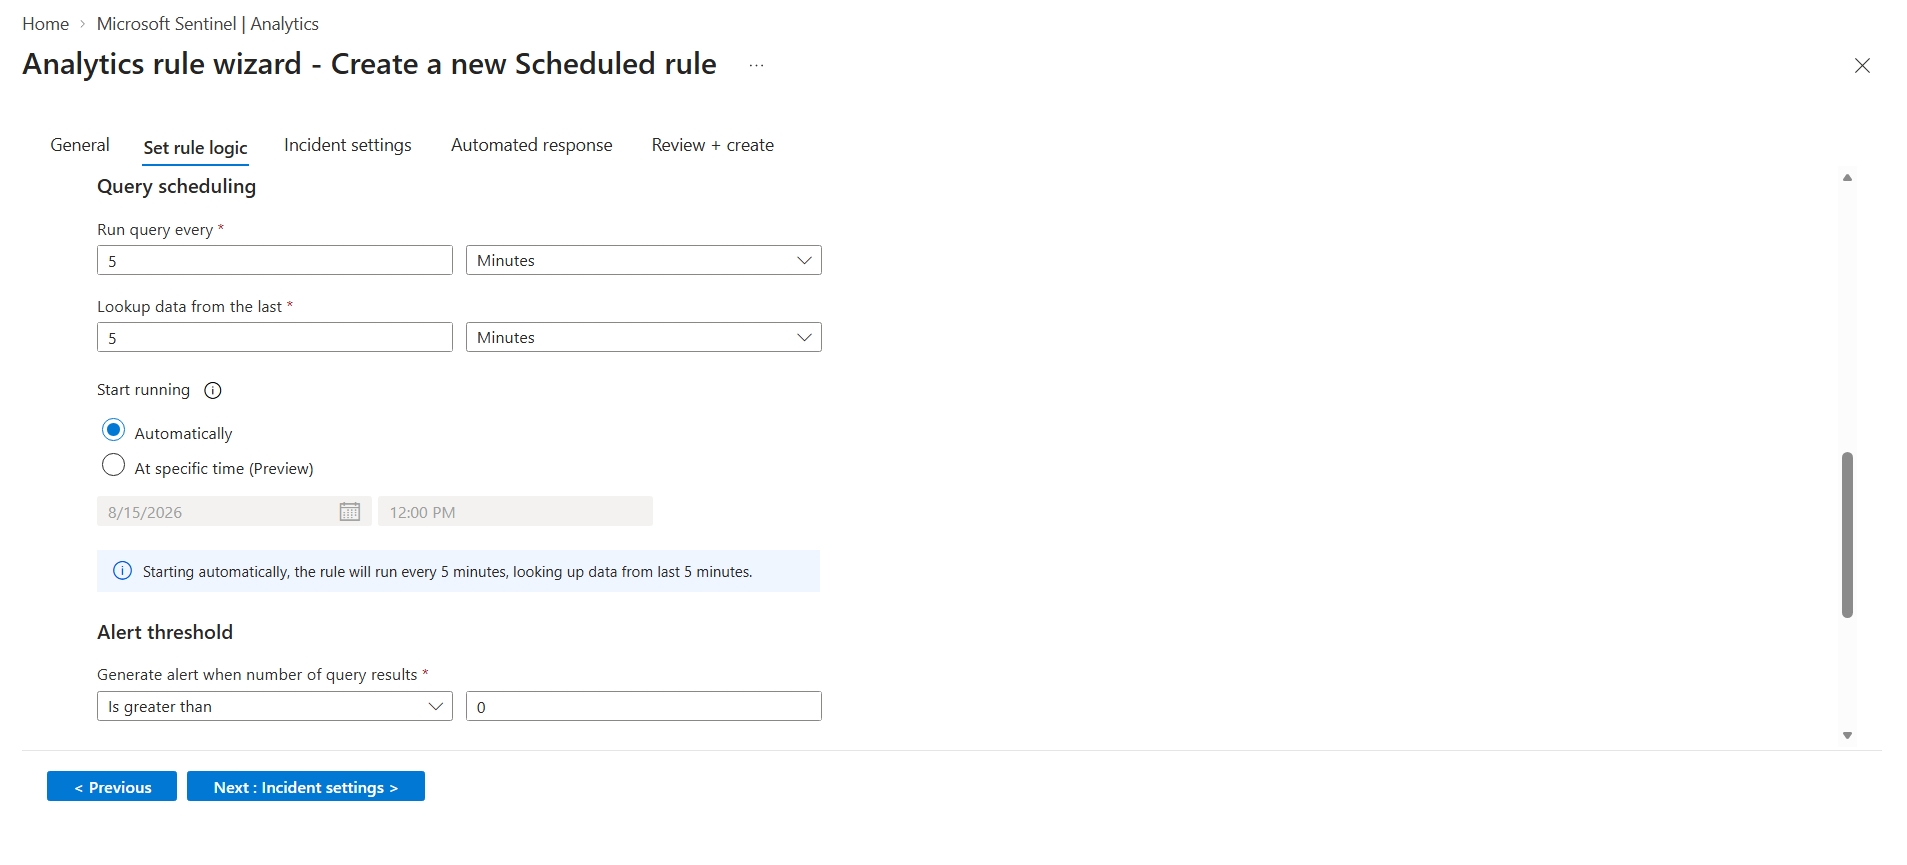 Home > Microsoft Sentinel | Analytics
Analytics rule wizard - Create a new Scheduled rule ...
General Set rule logic Incident settings Automated response Review + create
Query scheduling
Run query every *
5 Minutes
Lookup data from the last *
5 Minutes
Start running
Automatically
At specific time (Preview)
8/15/2026 12:00 PM
Starting automatically, the rule will run every 5 minutes, looking up data from last 5 minutes.
Alert threshold
Generate alert when number of query results *
Is greater than 0
< Previous Next : Incident settings >